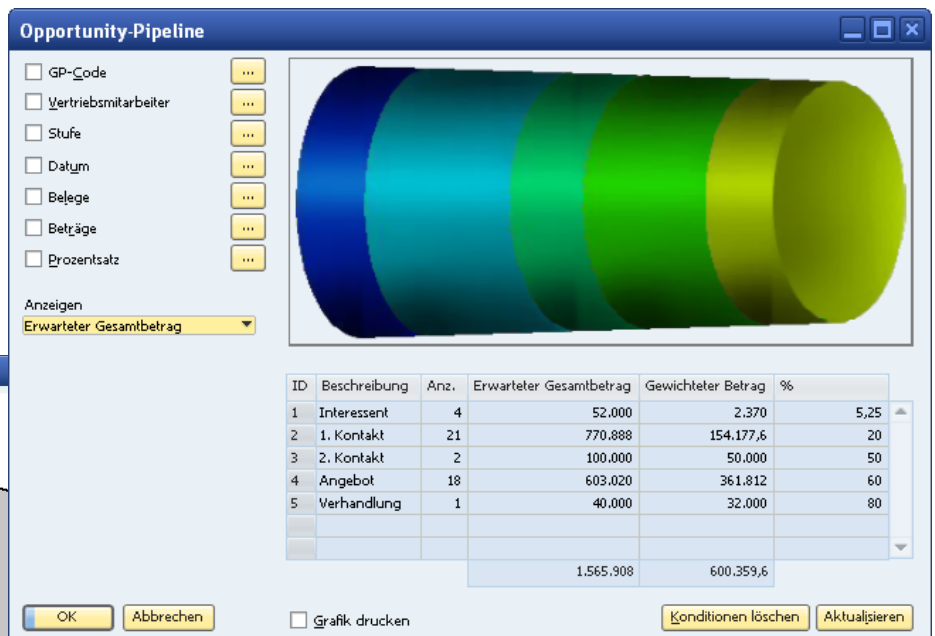 Opportunity-Pipeline
GP-Code ...
Vertriebsmitarbeiter ...
Stufe ...
Datum ...
Belege ...
Beträge ...
Prozentsatz ...
Anzeigen
Erwarteter Gesamtbetrag
ID Beschreibung Anz. Erwarteter Gesamtbetrag Gewichteter Betrag %
1 Interessent 4 52.000 2.370 5,25
2 1. Kontakt 21 770.888 154.177,6 20
3 2. Kontakt 2 100.000 50.000 50
4 Angebot 18 603.020 361.812 60
5 Verhandlung 1 40.000 32.000 80
1.565.908 600.359,6
OK Abbrechen Grafik drucken Konditionen löschen Aktualisieren